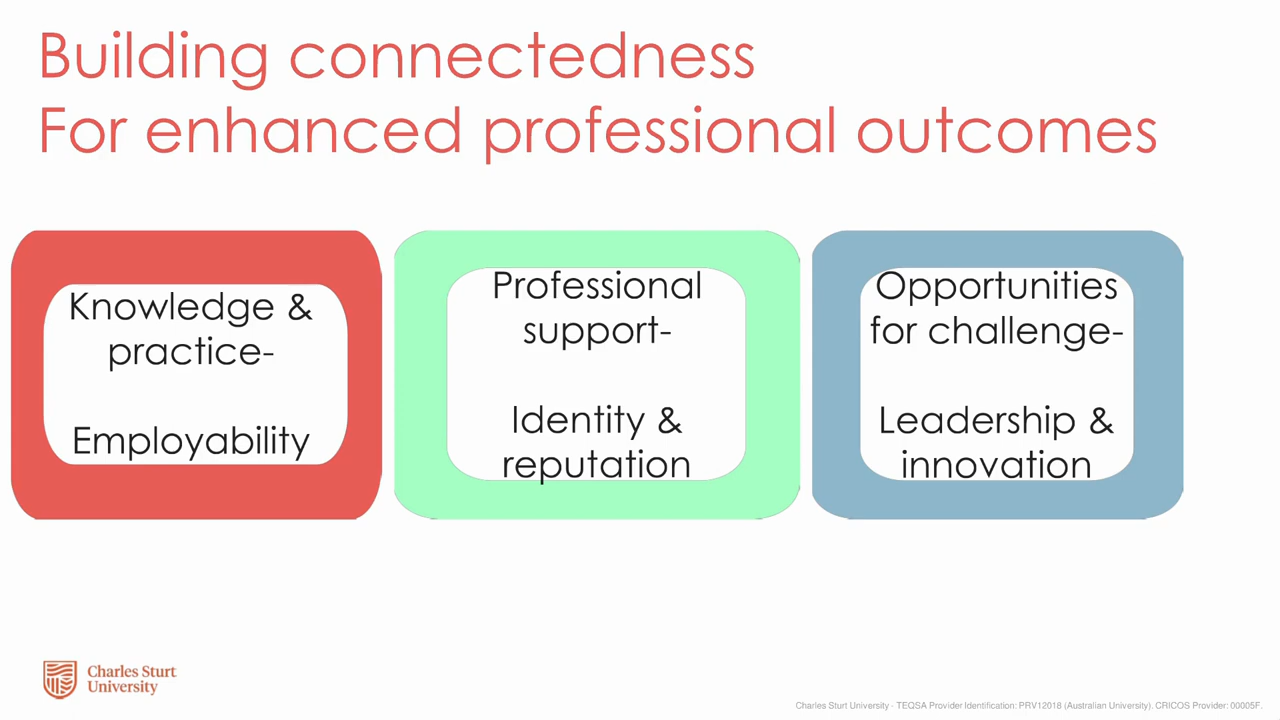 Building connectedness
For enhanced professional outcomes
Knowledge &
practice-
Employability
Professional
support-
Identity &
reputation
Opportunities
for challenge-
Leadership &
innovation
Charles Sturt
University
Charles Sturt University - TEQSA Provider Identification: PRV12018 (Australian University). CRICOS Provider: 00005F.